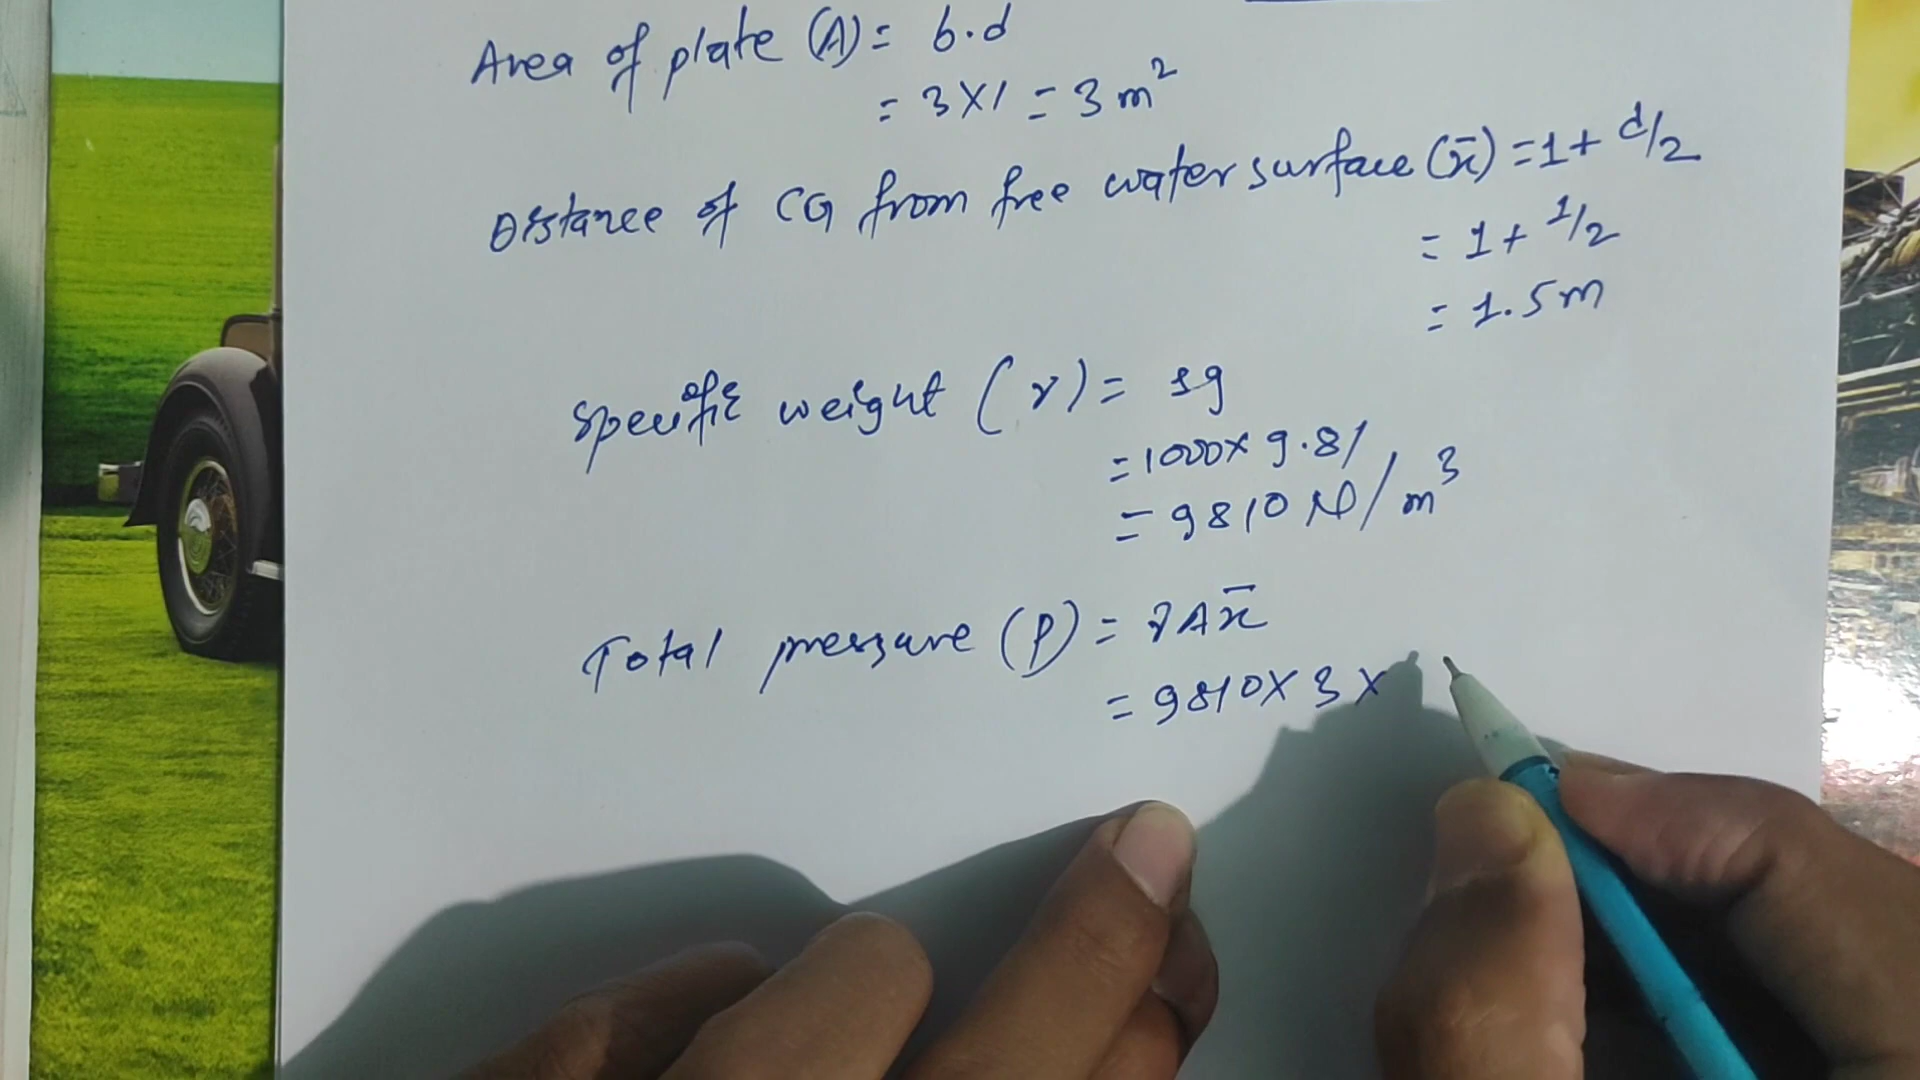 Area of plate (A) = b.d
= 3 X 1 = 3 m²
Distance of CG from free water surface (x̄) = 1 + d/2
= 1 + 1/2
= 1.5 m
Specific weight (γ) = ρg
= 1000 x 9.81
= 9810 N/m³
Total pressure (P) = γAx̄
= 9810 X 3 X